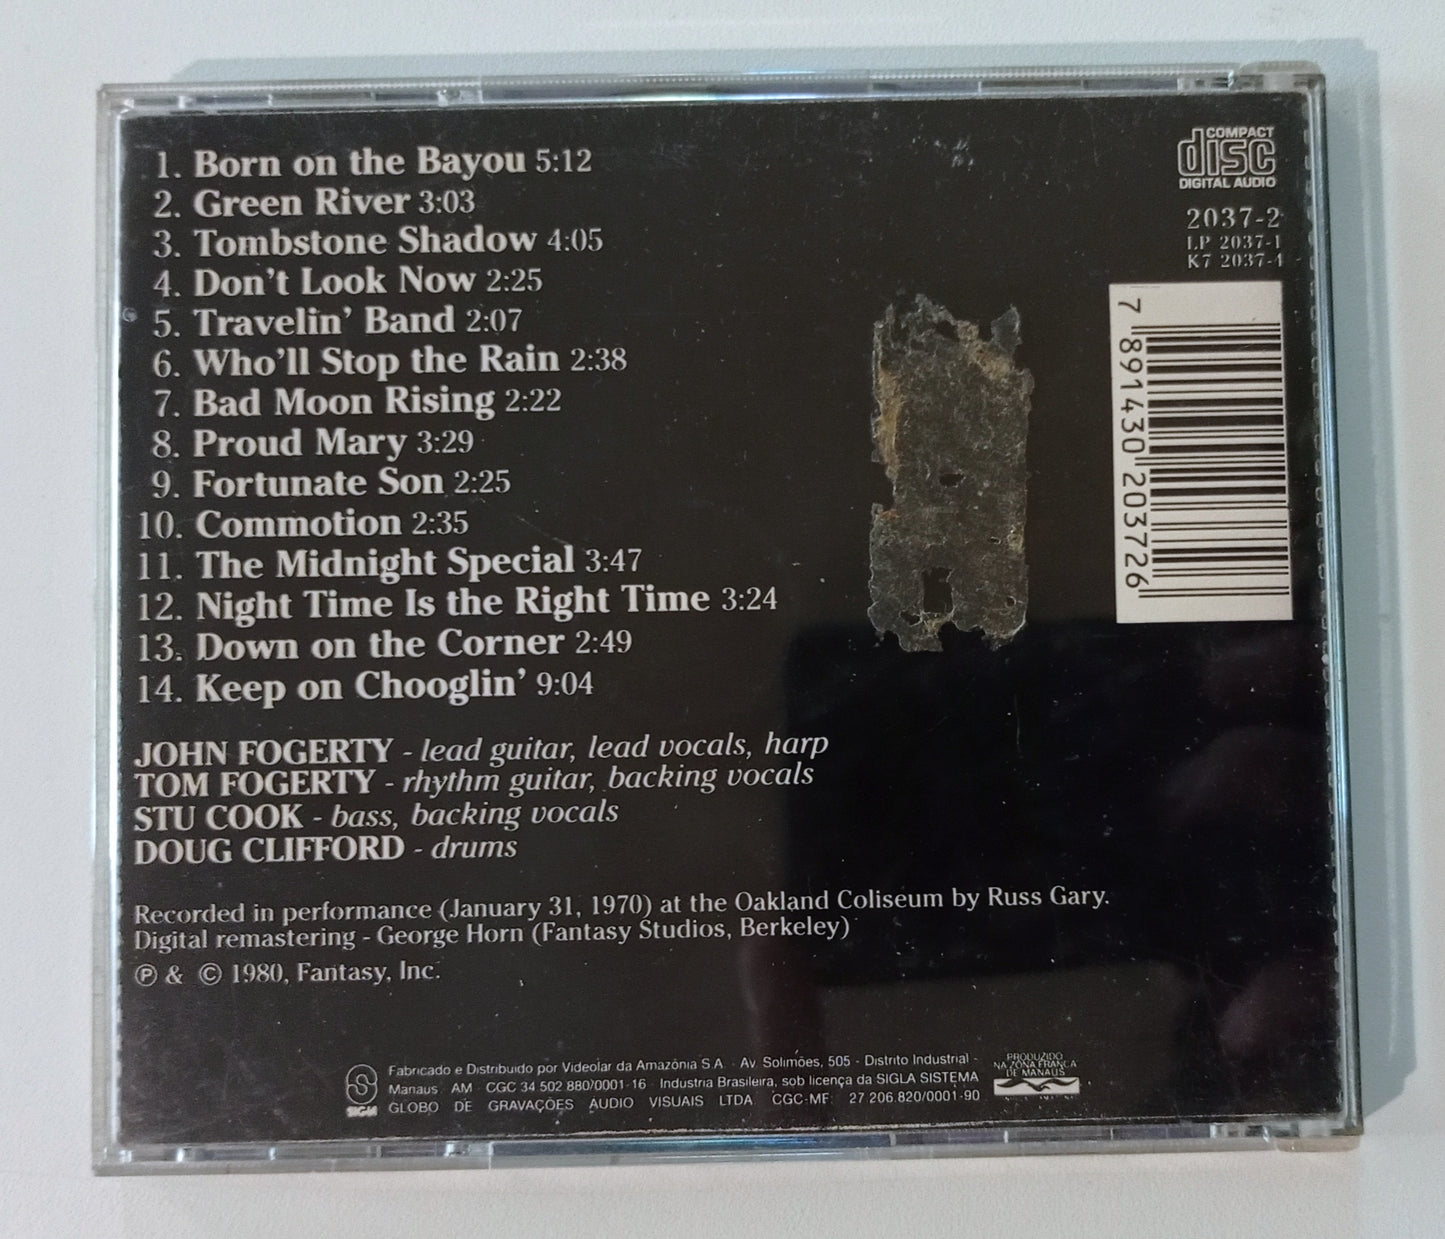 1. Born on the Bayou 5:12
2. Green River 3:03
3. Tombstone Shadow 4:05
4. Don't Look Now 2:25
5. Travelin' Band 2:07
6. Who'll Stop the Rain 2:38
7. Bad Moon Rising 2:22
8. Proud Mary 3:29
9. Fortunate Son 2:25
10. Commotion 2:35
11. The Midnight Special 3:47
12. Night Time Is the Right Time 3:24
13. Down on the Corner 2:49
14. Keep on Chooglin' 9:04
COMPACT
disc
DIGITAL AUDIO
2037-2
LP 2037-1
K7 2037-4
7 891430 203726
JOHN FOGERTY - lead guitar, lead vocals, harp
TOM FOGERTY - rhythm guitar, backing vocals
STU COOK - bass, backing vocals
DOUG CLIFFORD - drums
Recorded in performance (January 31, 1970) at the Oakland Coliseum by Russ Gary.
Digital remastering - George Horn (Fantasy Studios, Berkeley)
℗ & © 1980, Fantasy, Inc.
SIGLA
Fabricado e Distribuido por Videolar da Amazônia S.A. Av Solimões, 505 - Distrito Industrial -
Manaus AM CGC 34 502 880/0001-16 Industria Brasileira, sob licença da SIGLA SISTEMA
GLOBO DE GRAVAÇÕES AUDIO VISUAIS LTDA CGC-MF: 27 206.820/0001-90
PRODUZIDO
NA ZONA FRANCA
DE MANAUS